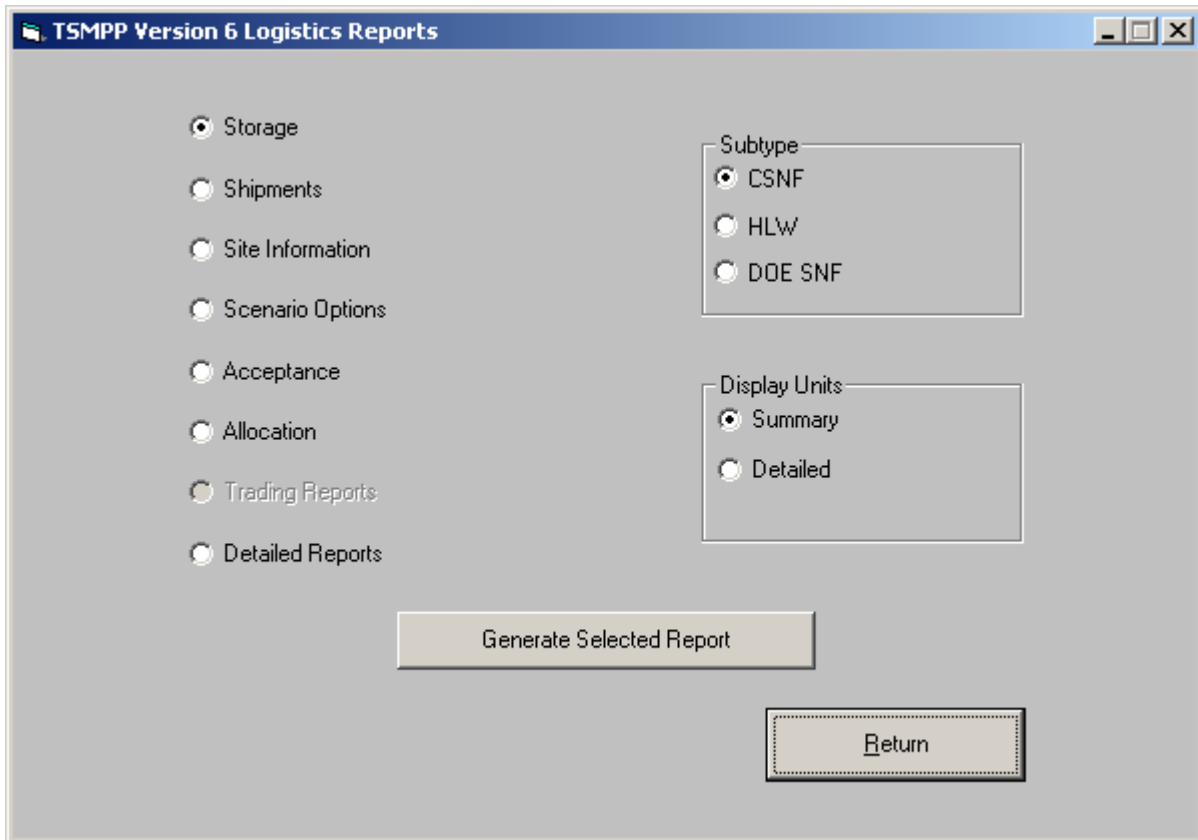 TSMPP Version 6 Logistics Reports
Storage
Shipments
Site Information
Scenario Options
Acceptance
Allocation
Trading Reports
Detailed Reports
Subtype
CSNF
HLW
DOE SNF
Display Units
Summary
Detailed
Generate Selected Report
Return